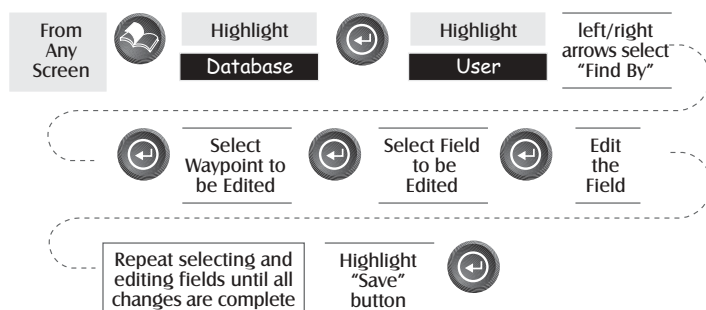 From
Any
Screen
Highlight
Database
Highlight
User
left/right
arrows select
"Find By"
Select
Waypoint to
be Edited
Select Field
to be
Edited
Edit
the
Field
Repeat selecting and
editing fields until all
changes are complete
Highlight
"Save"
button